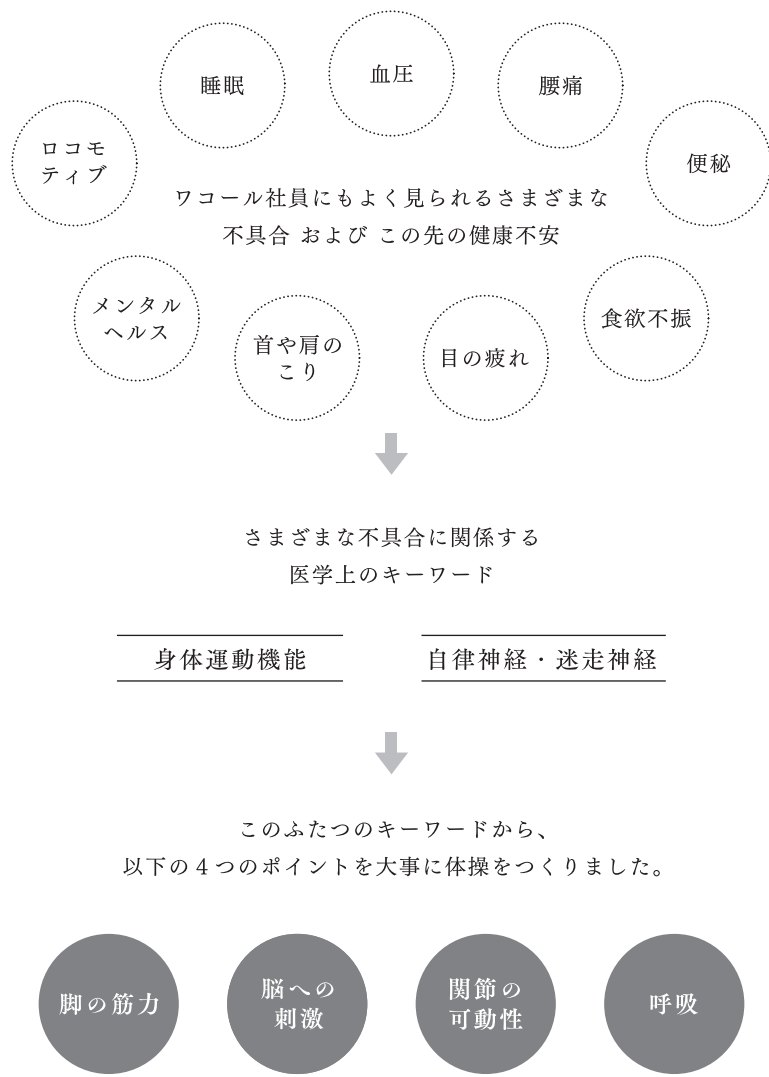 血圧
睡眠
腰痛
ロコモ
ティブ
便秘
ワコール社員にもよく見られるさまざまな
不具合 および この先の健康不安
メンタル
ヘルス
首や肩の
こり
目の疲れ
食欲不振
さまざまな不具合に関係する
医学上のキーワード
身体運動機能
自律神経・迷走神経
このふたつのキーワードから、
以下の4つのポイントを大事に体操をつくりました。
脚の筋力
脳への
刺激
関節の
可動性
呼吸